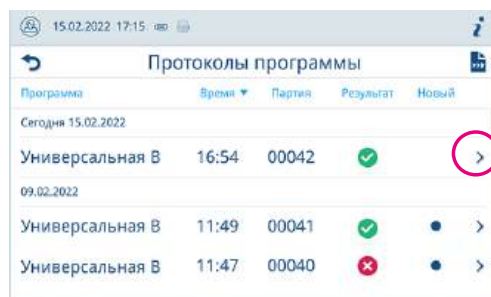 15.02.2022 17:15
Протоколы программы
Программа Время ▼ Партия Результат Новый
Сегодня 15.02.2022
Универсальная B 16:54 00042
09.02.2022
Универсальная B 11:49 00041
Универсальная B 11:47 00040